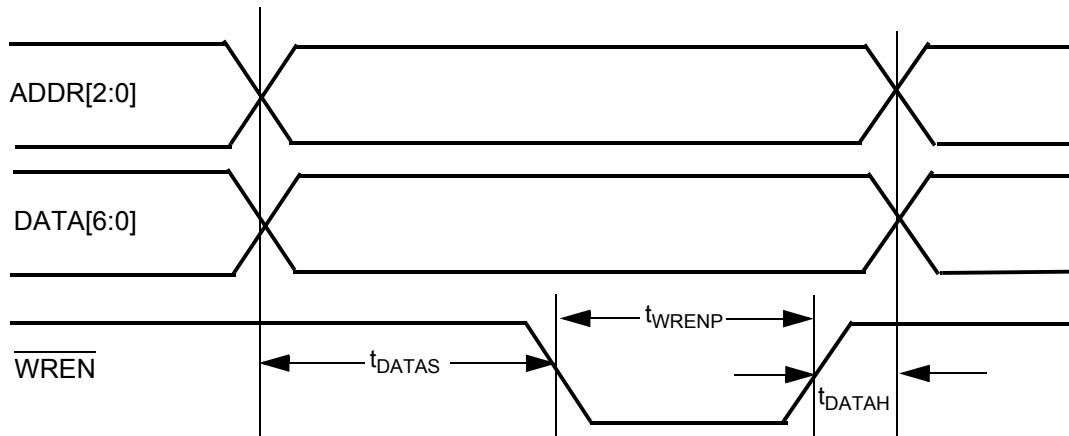 ADDR[2:0]
DATA[6:0]
tWRENP
WREN
tDATAS
tDATAH